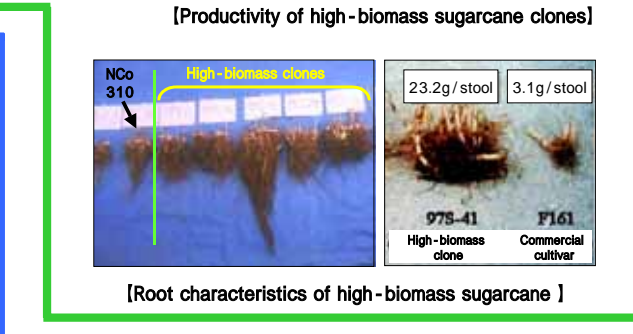 【Productivity of high-biomass sugarcane clones】
NCo
310
High-biomass clones
23.2g/stool
3.1g/stool
97S-41
F161
High-biomass
clone
Commercial
cultivar
【Root characteristics of high-biomass sugarcane 】